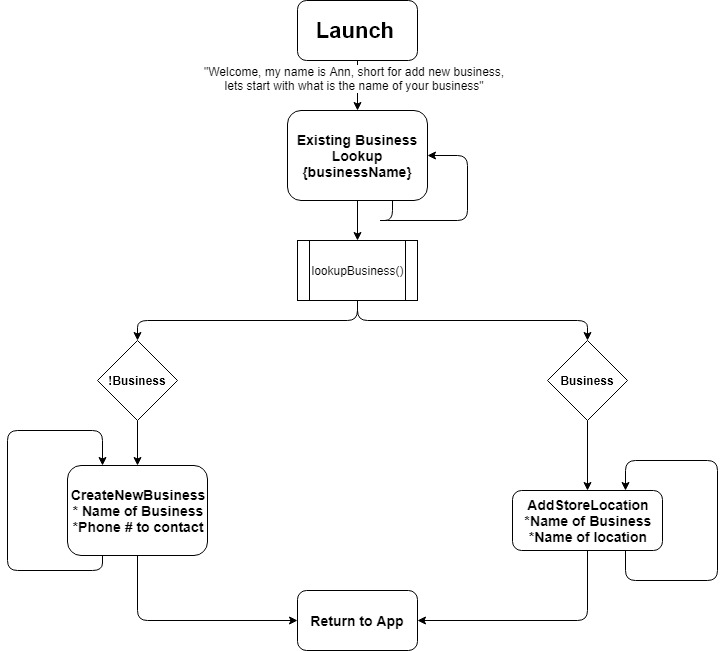 Launch
"Welcome, my name is Ann, short for add new business,
lets start with what is the name of your business"
Existing Business
Lookup
{businessName}
lookupBusiness()
!Business
Business
CreateNewBusiness
* Name of Business
*Phone # to contact
AddStoreLocation
*Name of Business
*Name of location
Return to App